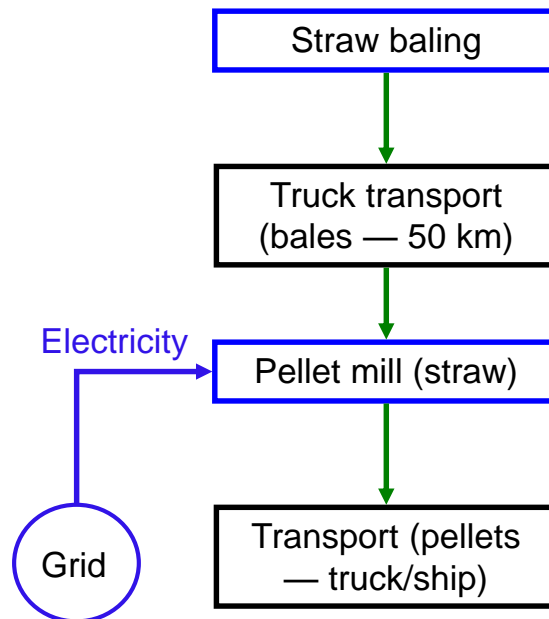 Straw baling
Truck transport
(bales — 50 km)
Electricity
Pellet mill (straw)
Transport (pellets
— truck/ship)
Grid